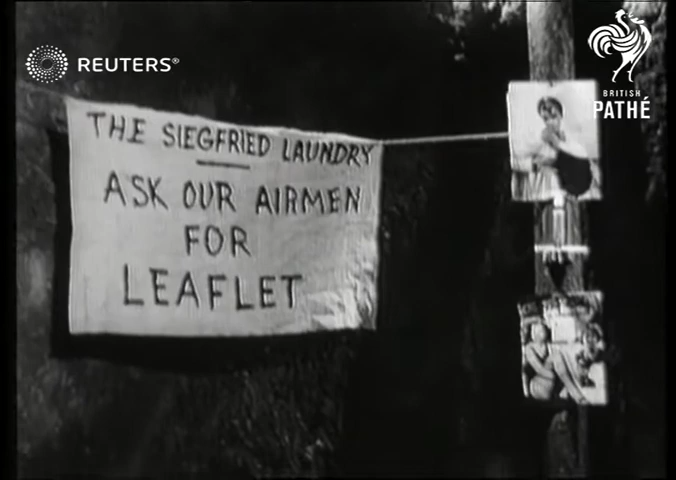 REUTERS®
BRITISH
PATHÉ
THE SIEGFRIED LAUNDRY
ASK OUR AIRMEN
FOR
LEAFLET